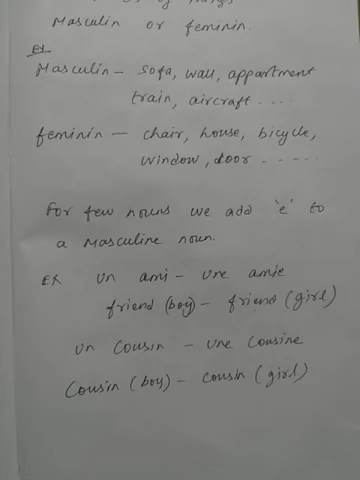 of things
Masculin or feminin.
Ex
Masculin - sofa, wall, appartment
train, aircraft ....
feminin - chair, house, bicycle,
window, door .....
For few nouns we add 'e' to
a masculine noun.
Ex un ami - une amie
friend (boy) - friend (girl)
un cousin - une cousine
cousin (boy) - cousin (girl)